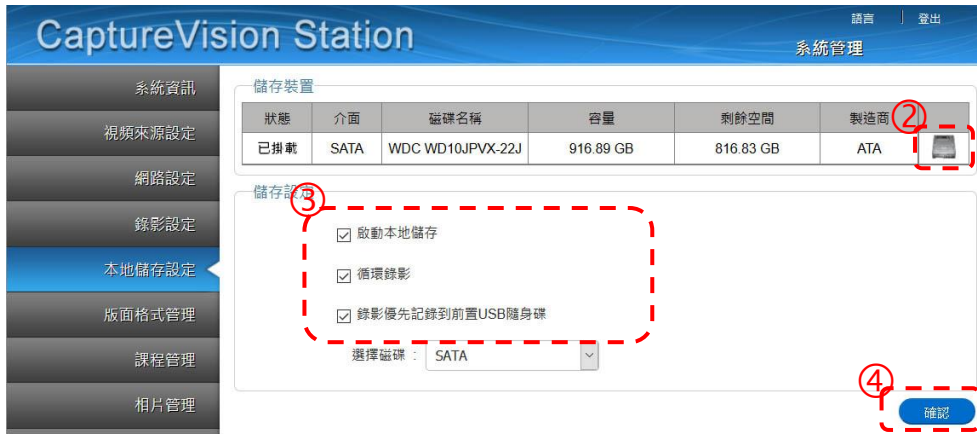 語言 | 登出
CaptureVision Station
系統管理
系統資訊
視頻來源設定
網路設定
錄影設定
本地儲存設定
版面格式管理
課程管理
相片管理
儲存裝置
狀態 介面 磁碟名稱 容量 剩餘空間 製造商
已掛載 SATA WDC WD10JPVX-22J 916.89 GB 816.83 GB ATA
②
儲存設定
③
啟動本地儲存
循環錄影
錄影優先記錄到前置USB隨身碟
選擇磁碟 : SATA
④
確認